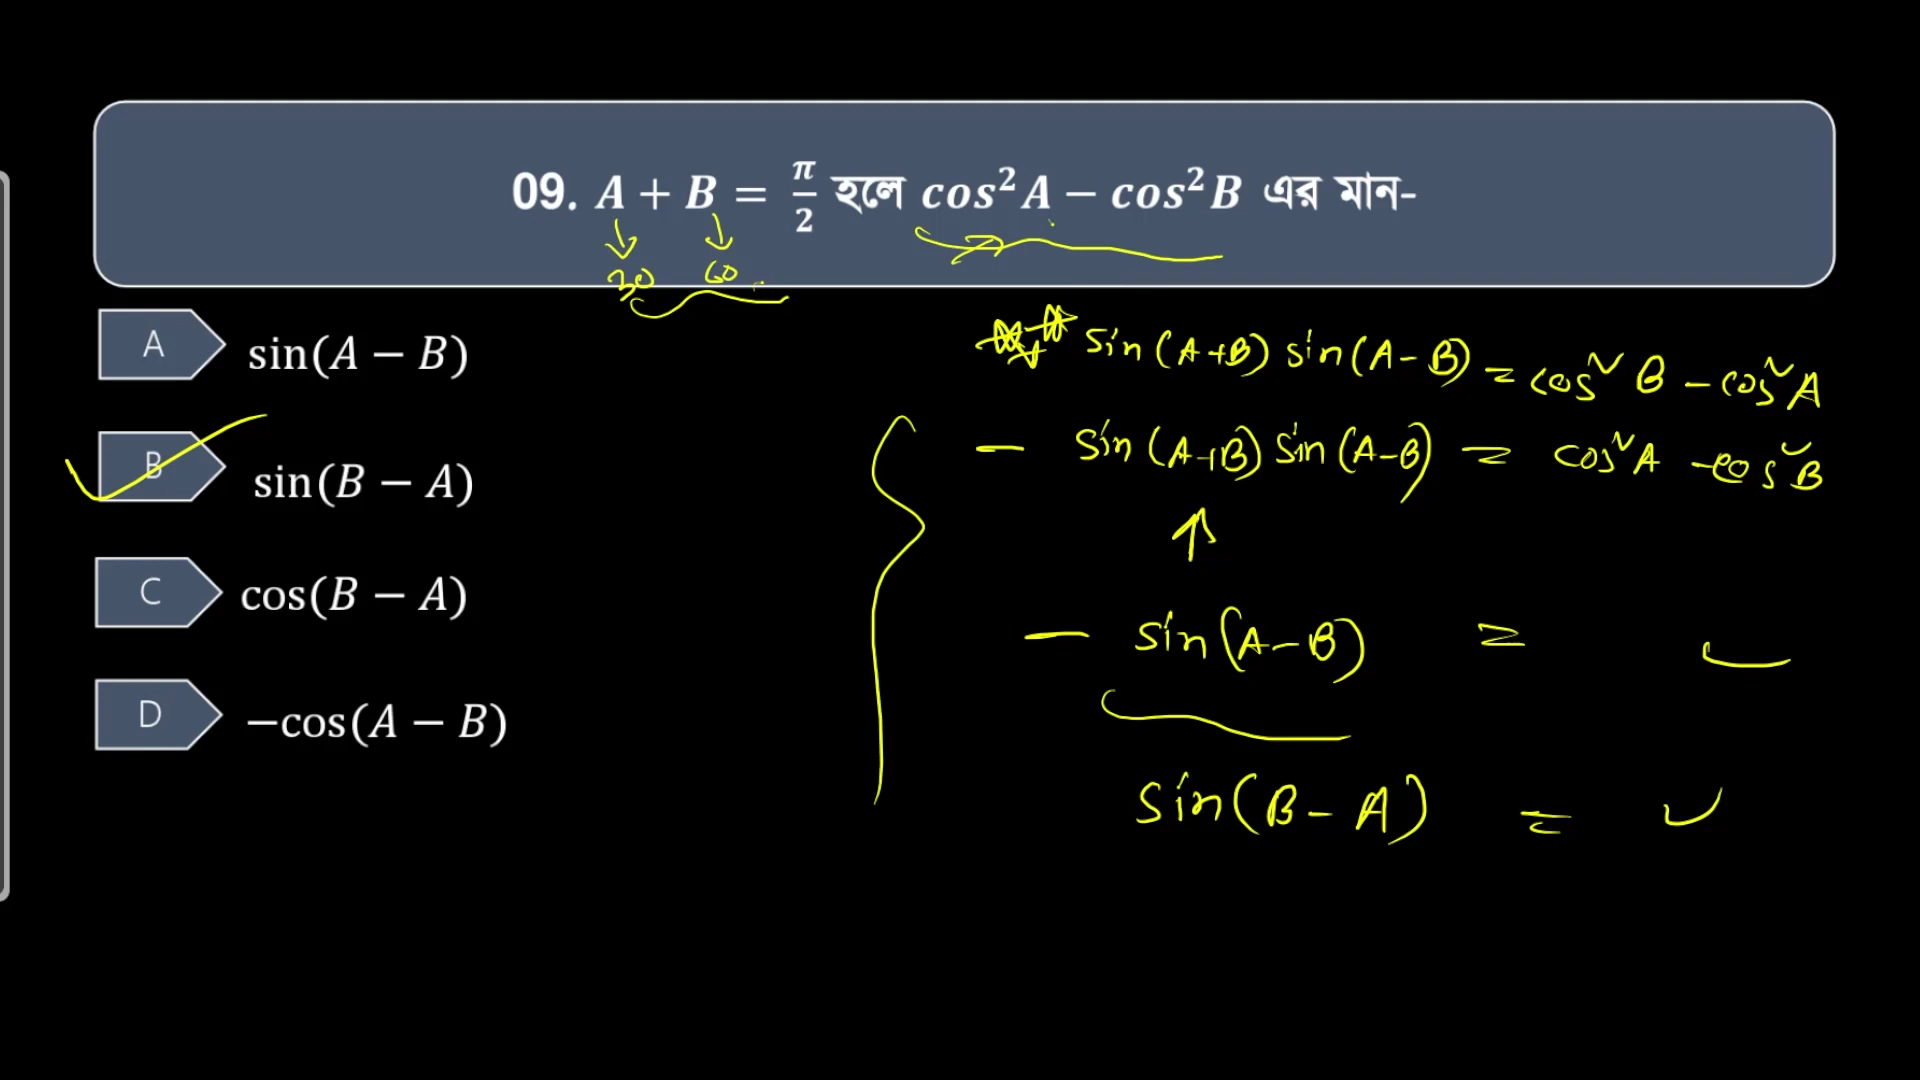 09. A + B = π/2 হলে cos²A − cos²B এর মান-
30 60
A sin(A − B)
B sin(B − A)
C cos(B − A)
D −cos(A − B)
sin(A+B) sin(A−B) = cos²B − cos²A
− sin(A+B) sin(A−B) = cos²A − cos²B
− sin(A−B) =
sin(B−A) =